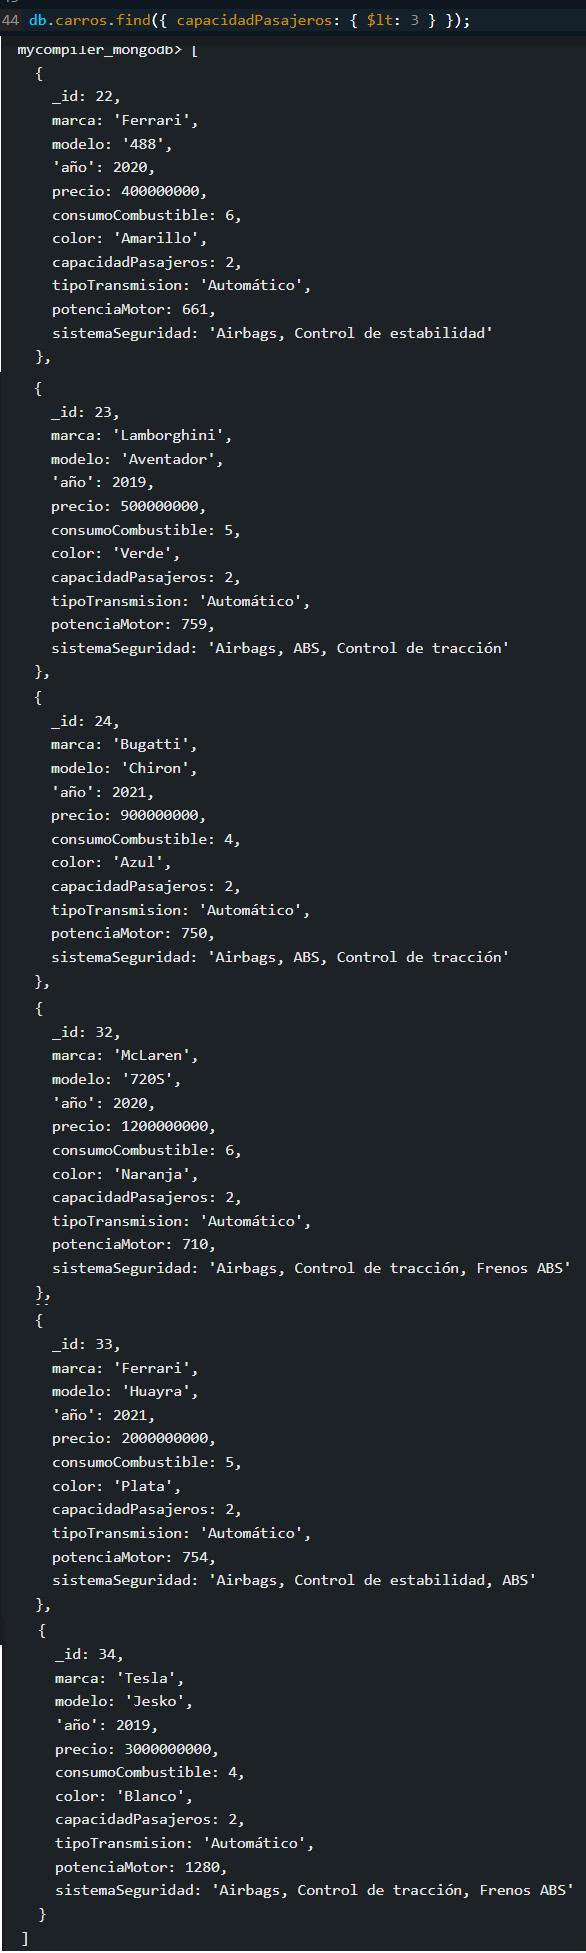 44 db.carros.find({ capacidadPasajeros: { $lt: 3 } });
mycompiler_mongodb> [
  {
    _id: 22,
    marca: 'Ferrari',
    modelo: '488',
    'año': 2020,
    precio: 400000000,
    consumoCombustible: 6,
    color: 'Amarillo',
    capacidadPasajeros: 2,
    tipoTransmision: 'Automático',
    potenciaMotor: 661,
    sistemaSeguridad: 'Airbags, Control de estabilidad'
  },
  {
    _id: 23,
    marca: 'Lamborghini',
    modelo: 'Aventador',
    'año': 2019,
    precio: 500000000,
    consumoCombustible: 5,
    color: 'Verde',
    capacidadPasajeros: 2,
    tipoTransmision: 'Automático',
    potenciaMotor: 759,
    sistemaSeguridad: 'Airbags, ABS, Control de tracción'
  },
  {
    _id: 24,
    marca: 'Bugatti',
    modelo: 'Chiron',
    'año': 2021,
    precio: 900000000,
    consumoCombustible: 4,
    color: 'Azul',
    capacidadPasajeros: 2,
    tipoTransmision: 'Automático',
    potenciaMotor: 750,
    sistemaSeguridad: 'Airbags, ABS, Control de tracción'
  },
  {
    _id: 32,
    marca: 'McLaren',
    modelo: '720S',
    'año': 2020,
    precio: 1200000000,
    consumoCombustible: 6,
    color: 'Naranja',
    capacidadPasajeros: 2,
    tipoTransmision: 'Automático',
    potenciaMotor: 710,
    sistemaSeguridad: 'Airbags, Control de tracción, Frenos ABS'
  },
  {
    _id: 33,
    marca: 'Ferrari',
    modelo: 'Huayra',
    'año': 2021,
    precio: 2000000000,
    consumoCombustible: 5,
    color: 'Plata',
    capacidadPasajeros: 2,
    tipoTransmision: 'Automático',
    potenciaMotor: 754,
    sistemaSeguridad: 'Airbags, Control de estabilidad, ABS'
  },
  {
    _id: 34,
    marca: 'Tesla',
    modelo: 'Jesko',
    'año': 2019,
    precio: 3000000000,
    consumoCombustible: 4,
    color: 'Blanco',
    capacidadPasajeros: 2,
    tipoTransmision: 'Automático',
    potenciaMotor: 1280,
    sistemaSeguridad: 'Airbags, Control de tracción, Frenos ABS'
  }
]